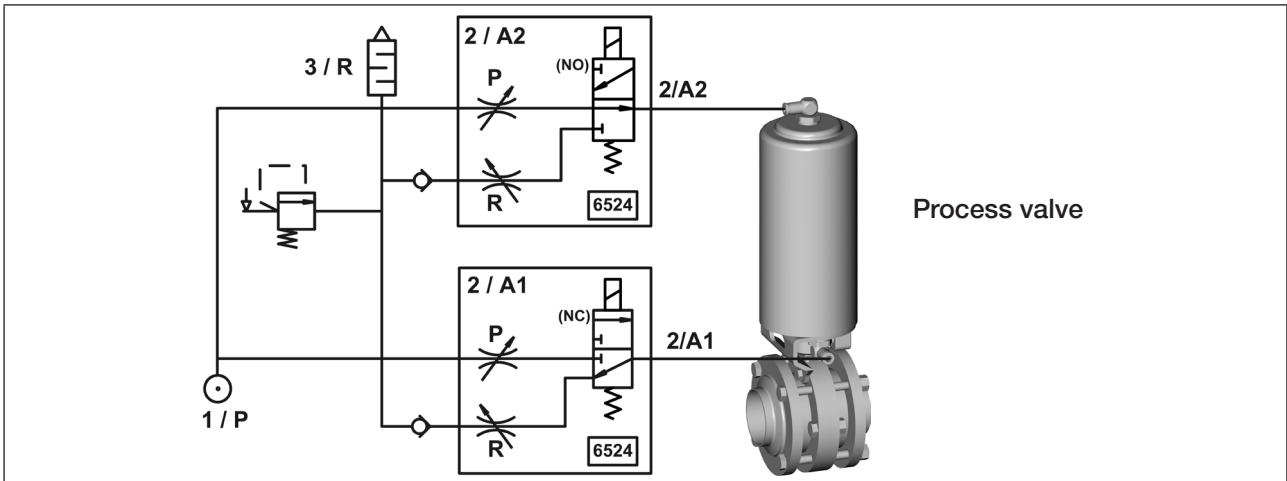 2 / A2
(NO)
3 / R
P
2/A2
R
6524
Process valve
2 / A1
(NC)
P
2/A1
1 / P
R
6524